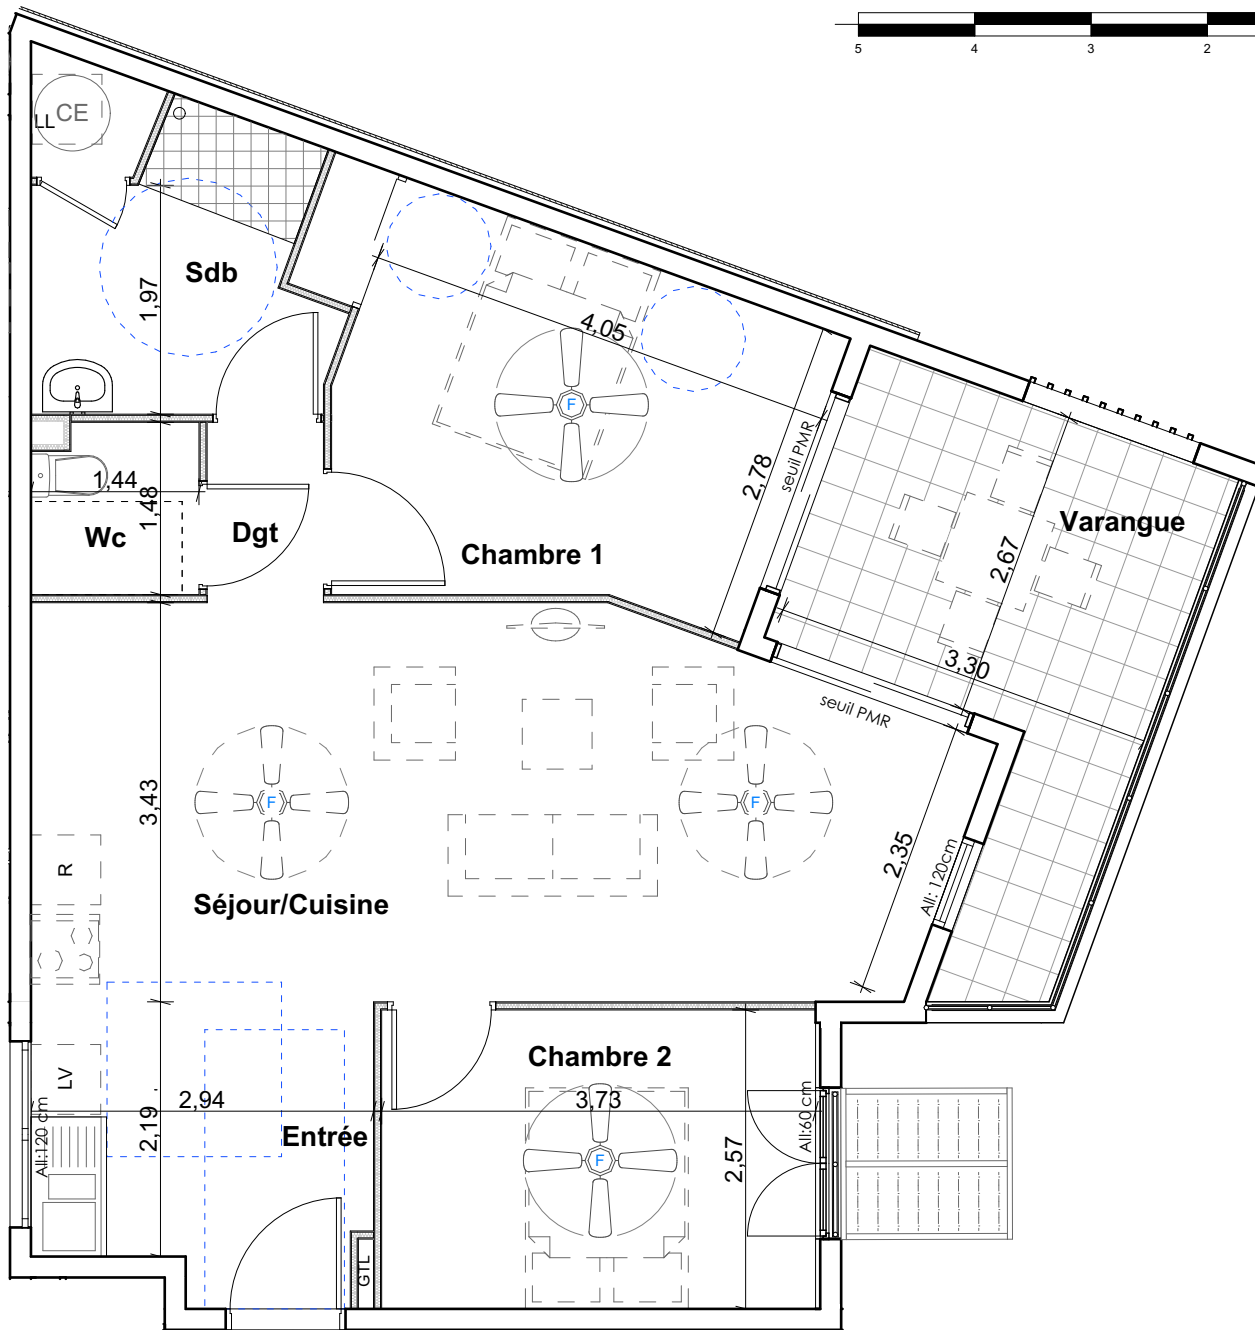 5 4 3 2
CE
LL
Sdb
1,97
4,05
F
seuil PMR
2,78
Varangue
2,67
1,44
1,48
Wc
Dgt
Chambre 1
3,30
seuil PMR
3,43
F
F
2,35
All: 120cm
R
Séjour/Cuisine
LV
All:120 cm
2,94
2,19
Entrée
Chambre 2
3,73
All:60 cm
2,57
F
GTL